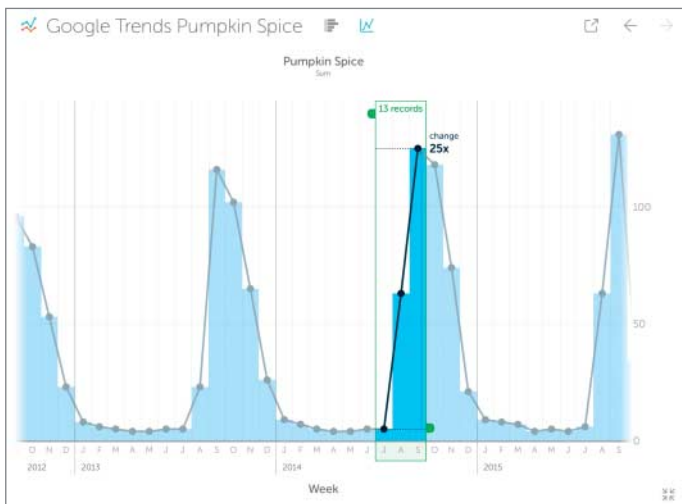 Google Trends Pumpkin Spice
Pumpkin Spice
Sum
13 records
change
25x
100
50
0
O N D J F M A M J J A S O N D J F M A M J J A S O N D J F M A M J J A S
2012 2013 2014 2015
Week